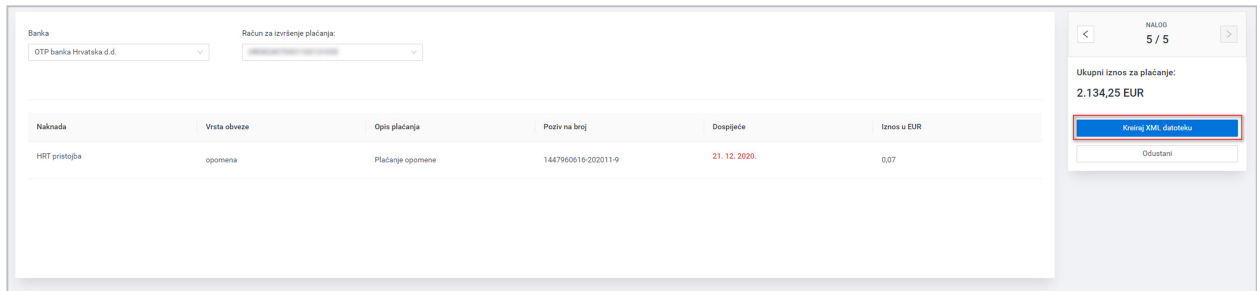 Banka Račun za izvršenje plaćanja:
OTP banka Hrvatska d.d.
Naknada Vrsta obveze Opis plaćanja Poziv na broj Dospijeće Iznos u EUR
HRT pristojba opomena Plaćanje opomene 1447960616-202011-9 21. 12. 2020. 0,07
NALOG
< 5 / 5 >
Ukupni iznos za plaćanje:
2.134,25 EUR
Kreiraj XML datoteku
Odustani